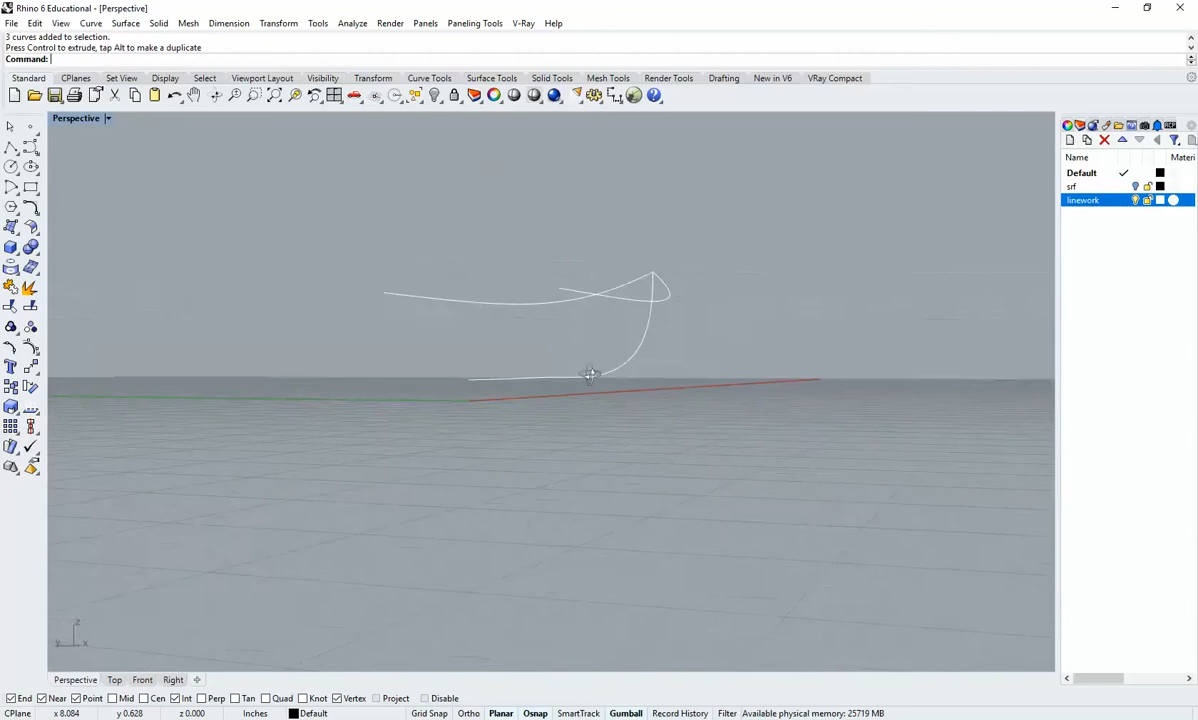 Rhino 6 Educational - [Perspective]
File Edit View Curve Surface Solid Mesh Dimension Transform Tools Analyze Render Panels Paneling Tools V-Ray Help
3 curves added to selection.
Press Control to extrude, tap Alt to make a duplicate
Command:
Standard CPlanes Set View Display Select Viewport Layout Visibility Transform Curve Tools Surface Tools Solid Tools Mesh Tools Render Tools Drafting New in V6 VRay Compact
Perspective
Name Materi
Default
srf
linework
z
y x
Perspective Top Front Right
End Near Point Mid Cen Int Perp Tan Quad Knot Vertex Project Disable
CPlane x 8.084 y 0.628 z 0.000 Inches Default Grid Snap Ortho Planar Osnap SmartTrack Gumball Record History Filter Available physical memory: 25719 MB